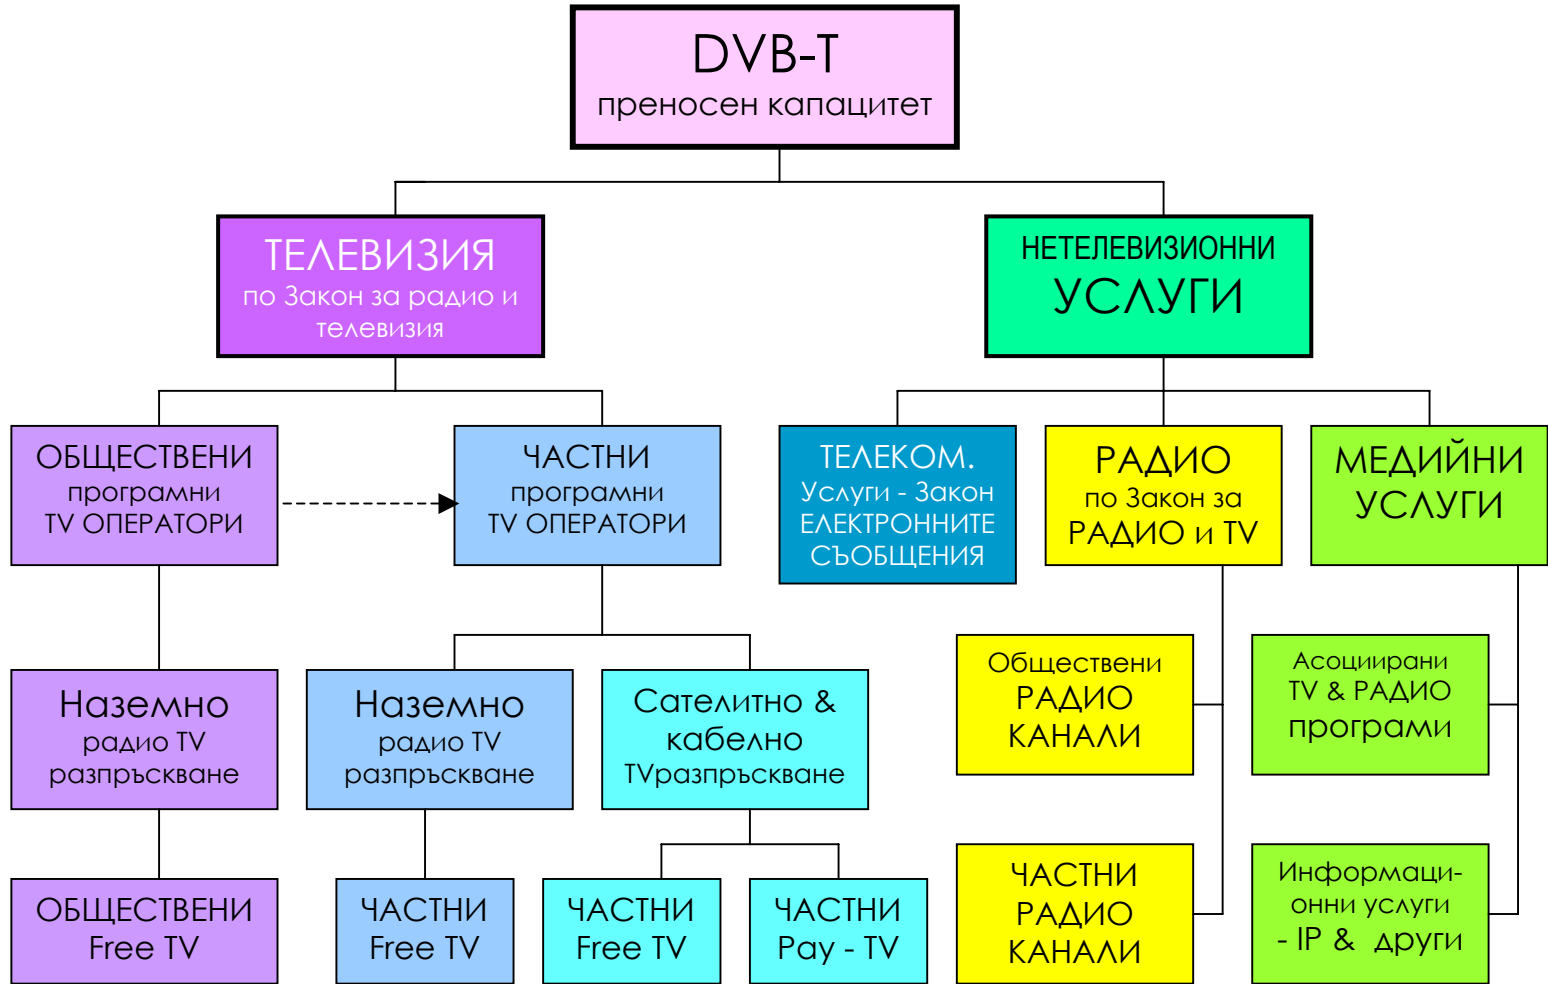 DVB-T
преносен капацитет
ТЕЛЕВИЗИЯ
по Закон за радио и
телевизия
НЕТЕЛЕВИЗИОННИ
УСЛУГИ
ОБЩЕСТВЕНИ
програмни
TV ОПЕРАТОРИ
ЧАСТНИ
програмни
TV ОПЕРАТОРИ
ТЕЛЕКОМ.
Услуги - Закон
ЕЛЕКТРОННИТЕ
СЪОБЩЕНИЯ
РАДИО
по Закон за
РАДИО и TV
МЕДИЙНИ
УСЛУГИ
Наземно
радио TV
разпръскване
Наземно
радио TV
разпръскване
Сателитно &
кабелно
TVразпръскване
Обществени
РАДИО
КАНАЛИ
Асоциирани
TV & РАДИО
програми
ОБЩЕСТВЕНИ
Free TV
ЧАСТНИ
Free TV
ЧАСТНИ
Free TV
ЧАСТНИ
Pay - TV
ЧАСТНИ
РАДИО
КАНАЛИ
Информаци-
онни услуги
- IP & други